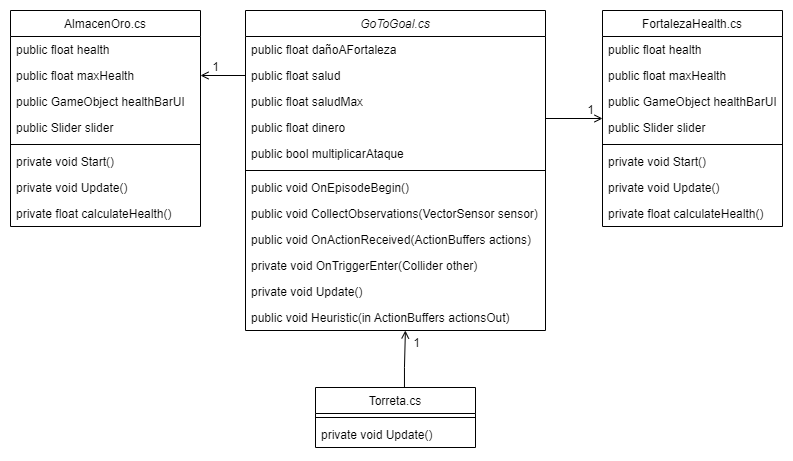 AlmacenOro.cs
public float health
public float maxHealth
public GameObject healthBarUI
public Slider slider
private void Start()
private void Update()
private float calculateHealth()
1
GoToGoal.cs
public float dañoAFortaleza
public float salud
public float saludMax
public float dinero
public bool multiplicarAtaque
public void OnEpisodeBegin()
public void CollectObservations(VectorSensor sensor)
public void OnActionReceived(ActionBuffers actions)
private void OnTriggerEnter(Collider other)
private void Update()
public void Heuristic(in ActionBuffers actionsOut)
1
FortalezaHealth.cs
public float health
public float maxHealth
public GameObject healthBarUI
public Slider slider
private void Start()
private void Update()
private float calculateHealth()
1
Torreta.cs
private void Update()